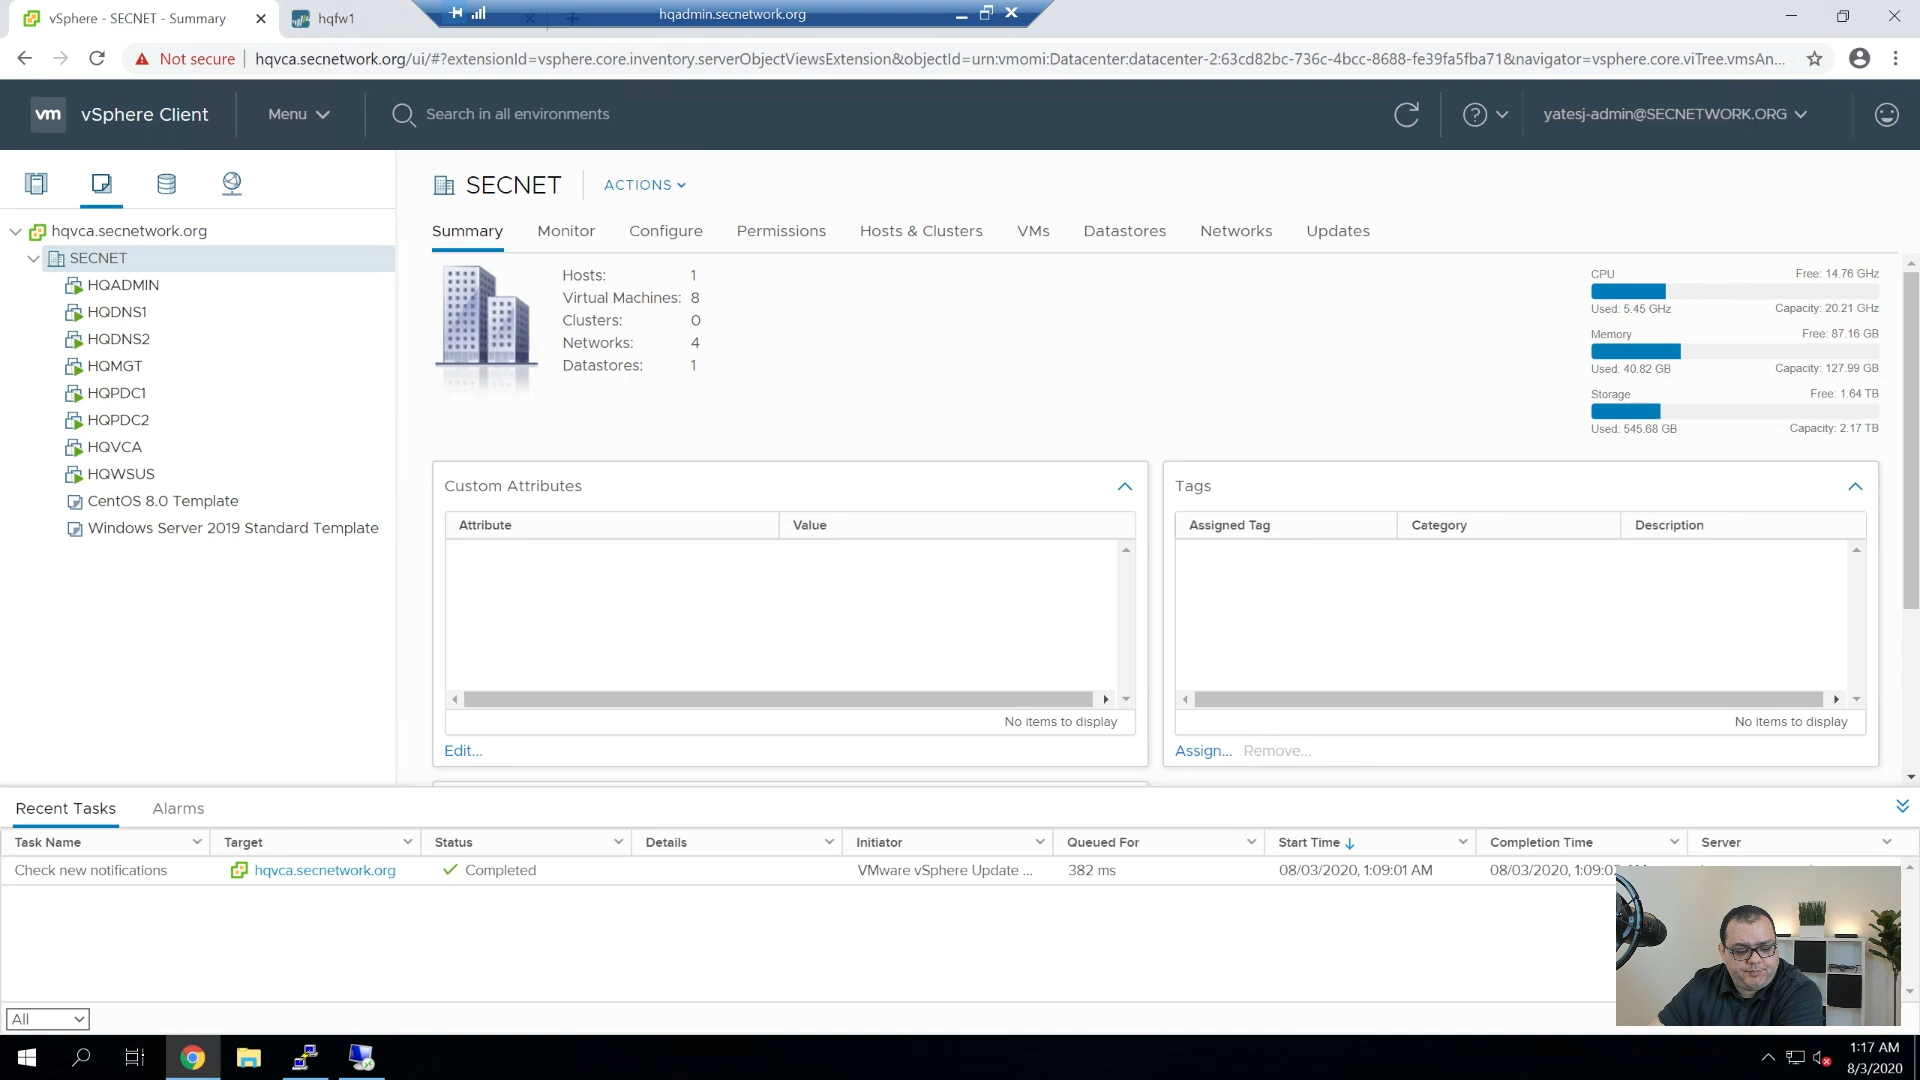 vSphere - SECNET - Summary
hqfw1
hqadmin.secnetwork.org
Not secure
hqvca.secnetwork.org/ui/#?extensionId=vsphere.core.inventory.serverObjectViewsExtension&objectId=urn:vmomi:Datacenter:datacenter-2:63cd82bc-736c-4bcc-8688-fe39fa5fba71&navigator=vsphere.core.viTree.vmsAn...
vm
vSphere Client
Menu
Search in all environments
yatesj-admin@SECNETWORK.ORG
hqvca.secnetwork.org
SECNET
HQADMIN
HQDNS1
HQDNS2
HQMGT
HQPDC1
HQPDC2
HQVCA
HQWSUS
CentOS 8.0 Template
Windows Server 2019 Standard Template
SECNET
ACTIONS
Summary Monitor Configure Permissions Hosts & Clusters VMs Datastores Networks Updates
Hosts: 1
Virtual Machines: 8
Clusters: 0
Networks: 4
Datastores: 1
CPU Free: 14.76 GHz
Used: 5.45 GHz Capacity: 20.21 GHz
Memory Free: 87.16 GB
Used: 40.82 GB Capacity: 127.99 GB
Storage Free: 1.64 TB
Used: 545.68 GB Capacity: 2.17 TB
Custom Attributes
Attribute Value
No items to display
Edit...
Tags
Assigned Tag Category Description
No items to display
Assign... Remove...
Recent Tasks Alarms
Task Name Target Status Details Initiator Queued For Start Time Completion Time Server
Check new notifications hqvca.secnetwork.org Completed VMware vSphere Update ... 382 ms 08/03/2020, 1:09:01 AM 08/03/2020, 1:09:02
All
1:17 AM
8/3/2020